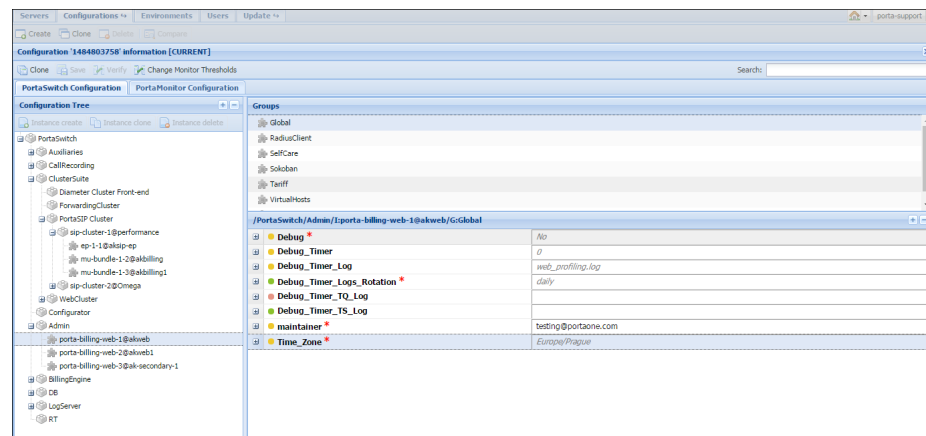 Servers Configurations Environments Users Update porta-support
Create Clone Delete Compare
Configuration '1484803758' information [CURRENT]
Clone Save Verify Change Monitor Thresholds Search:
PortaSwitch Configuration PortaMonitor Configuration
Configuration Tree
Instance create Instance clone Instance delete
PortaSwitch
Auxiliaries
CallRecording
ClusterSuite
Diameter Cluster Front-end
ForwardingCluster
PortaSIP Cluster
sip-cluster-1@performance
ep-1-1@aksip-ep
mu-bundle-1-2@akbilling
mu-bundle-1-3@akbilling1
sip-cluster-2@Omega
WebCluster
Configurator
Admin
porta-billing-web-1@akweb
porta-billing-web-2@akweb1
porta-billing-web-3@ak-secondary-1
BillingEngine
DB
LogServer
RT
Groups
Global
RadiusClient
SelfCare
Sokoban
Tariff
VirtualHosts
/PortaSwitch/Admin/I:porta-billing-web-1@akweb/G:Global
Debug * No
Debug_Timer 0
Debug_Timer_Log web_profiling.log
Debug_Timer_Logs_Rotation * daily
Debug_Timer_TQ_Log
Debug_Timer_TS_Log
maintainer * testing@portaone.com
Time_Zone * Europe/Prague